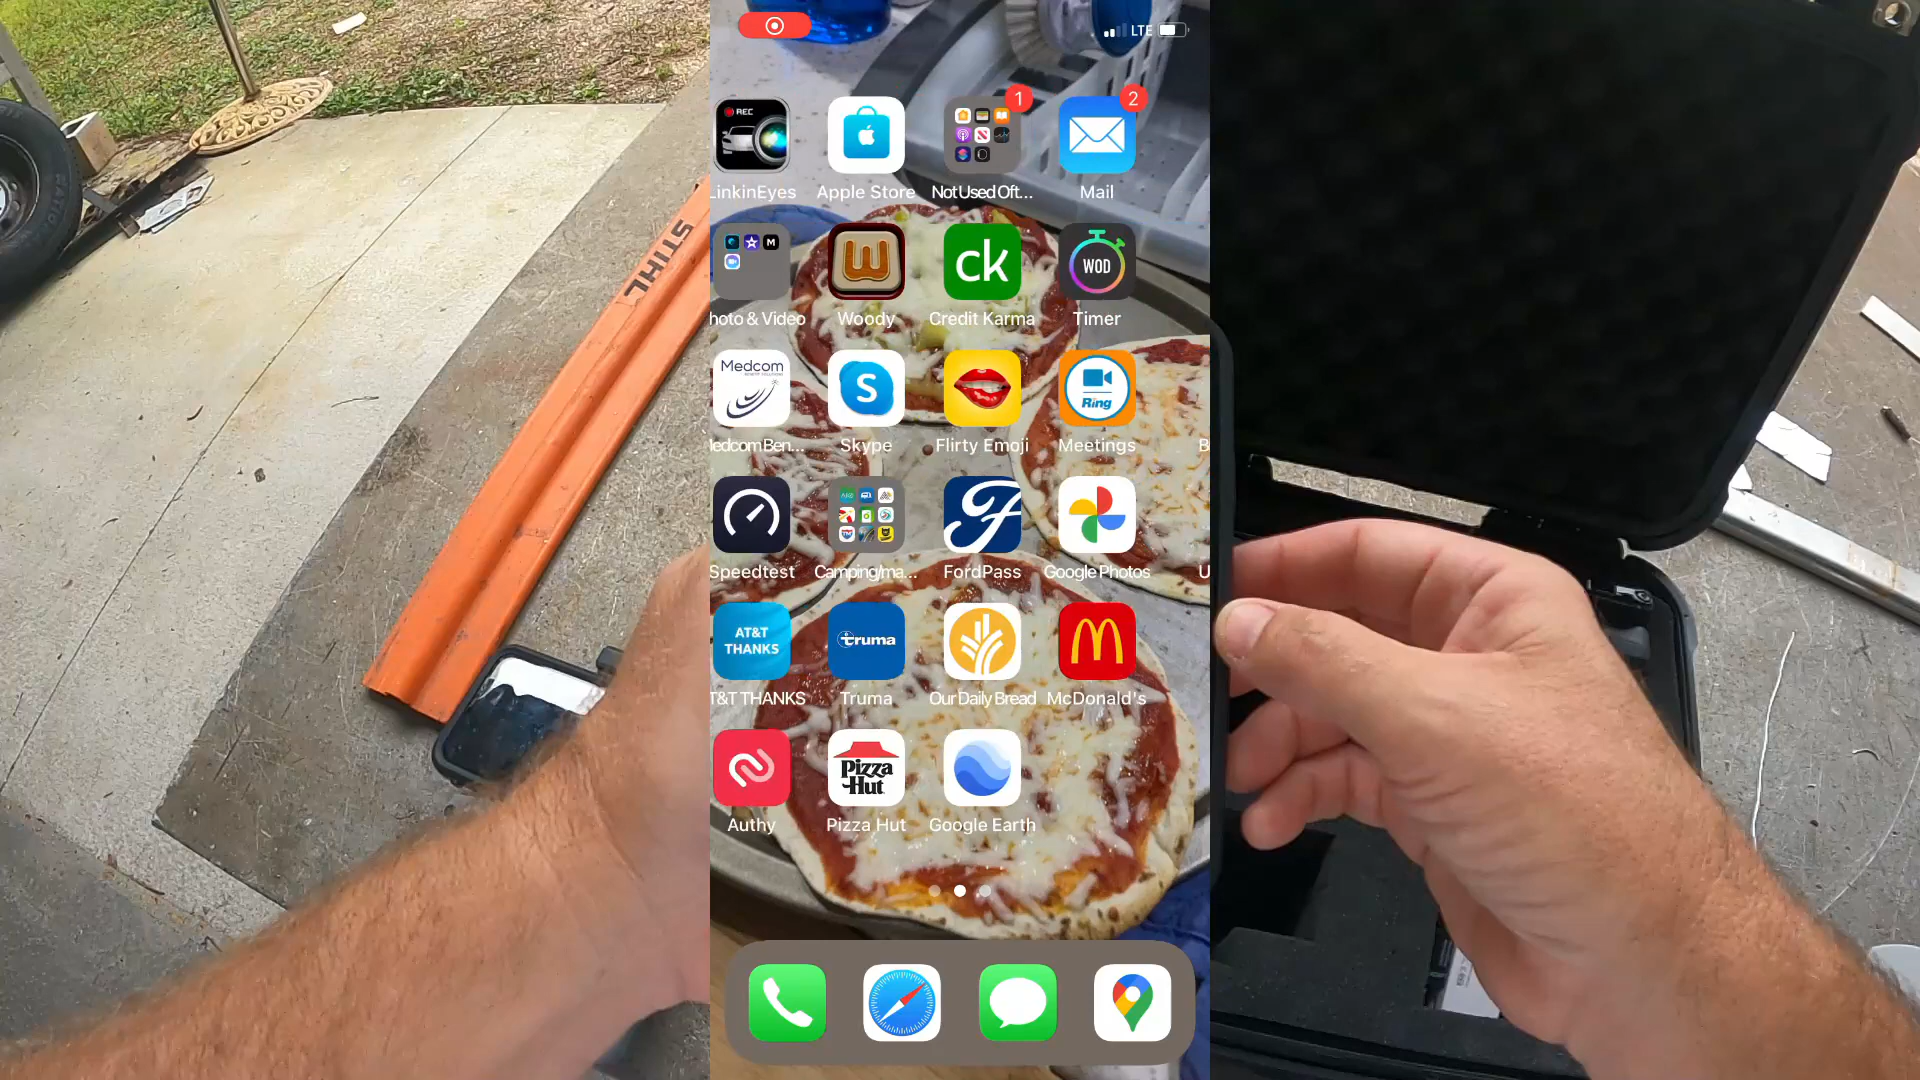 LTE
REC
1
2
.inkinEyes
Apple Store
NotUsedOft...
Mail
STIHL
M
W
ck
WOD
hoto & Video
Woody
Credit Karma
Timer
Medcom
S
Ring
ledcomBen...
Skype
Flirty Emoji
Meetings
B
Speedtest
Camping/ma...
FordPass
Google Photos
U
AT&T
THANKS
truma
T&T THANKS
Truma
Our Daily Bread
McDonald's
Pizza
Hut
Authy
Pizza Hut
Google Earth